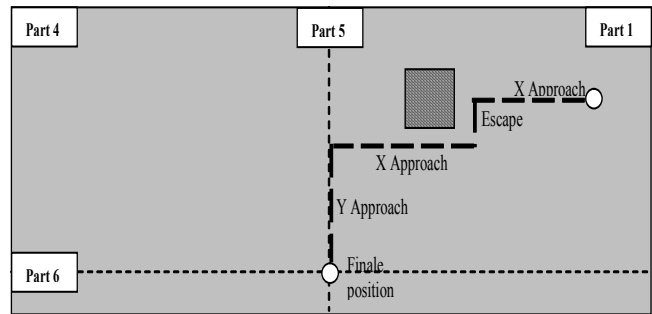 Part 4
Part 5
Part 1
X Approach
Escape
X Approach
Y Approach
Part 6
Finale
position